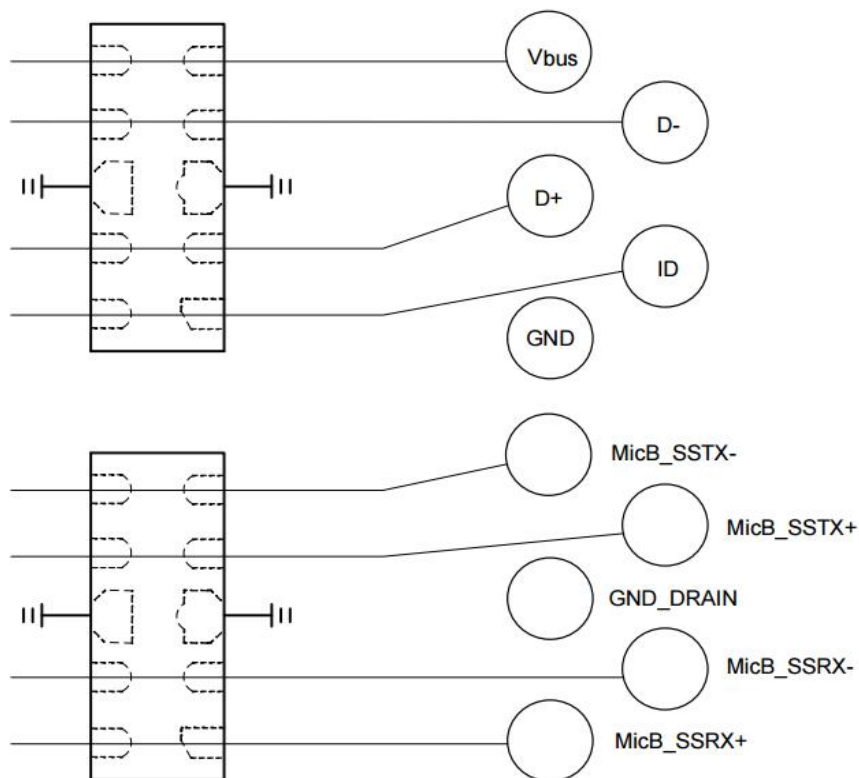 Vbus
D-
D+
ID
GND
MicB_SSTX-
MicB_SSTX+
GND_DRAIN
MicB_SSRX-
MicB_SSRX+